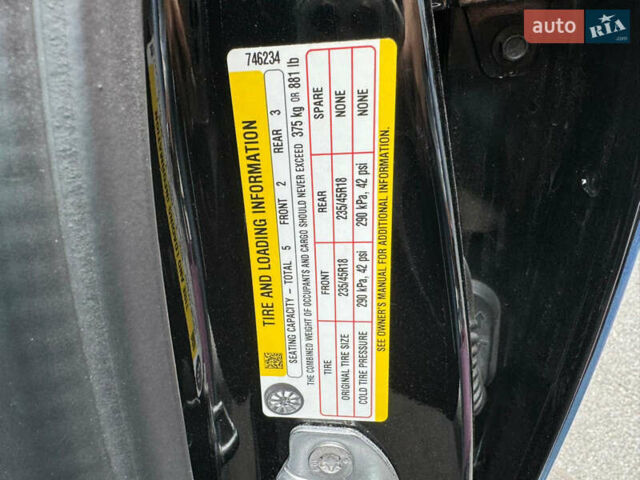 746234
TIRE AND LOADING INFORMATION
SEATING CAPACITY - TOTAL 5 FRONT 2 REAR 3
THE COMBINED WEIGHT OF OCCUPANTS AND CARGO SHOULD NEVER EXCEED 375 kg OR 881 lb
TIRE FRONT REAR SPARE
ORIGINAL TIRE SIZE 235/45R18 235/45R18 NONE
COLD TIRE PRESSURE 290 kPa, 42 psi 290 kPa, 42 psi NONE
SEE OWNER'S MANUAL FOR ADDITIONAL INFORMATION.
auto RIA .com